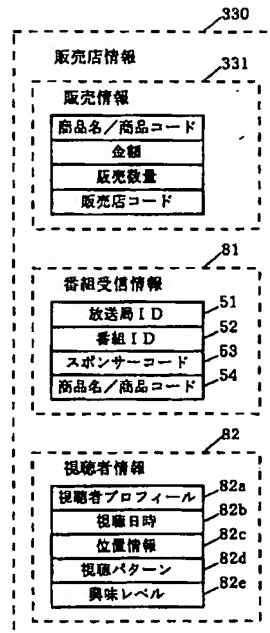 330
販売店情報
331
販売情報
商品名／商品コード
金額
販売数量
販売店コード
81
番組受信情報
放送局ID 51
番組ID 52
スポンサーコード 53
商品名／商品コード 54
82
視聴者情報
視聴者プロフィール 82a
視聴日時 82b
位置情報 82c
視聴パターン 82d
興味レベル 82e